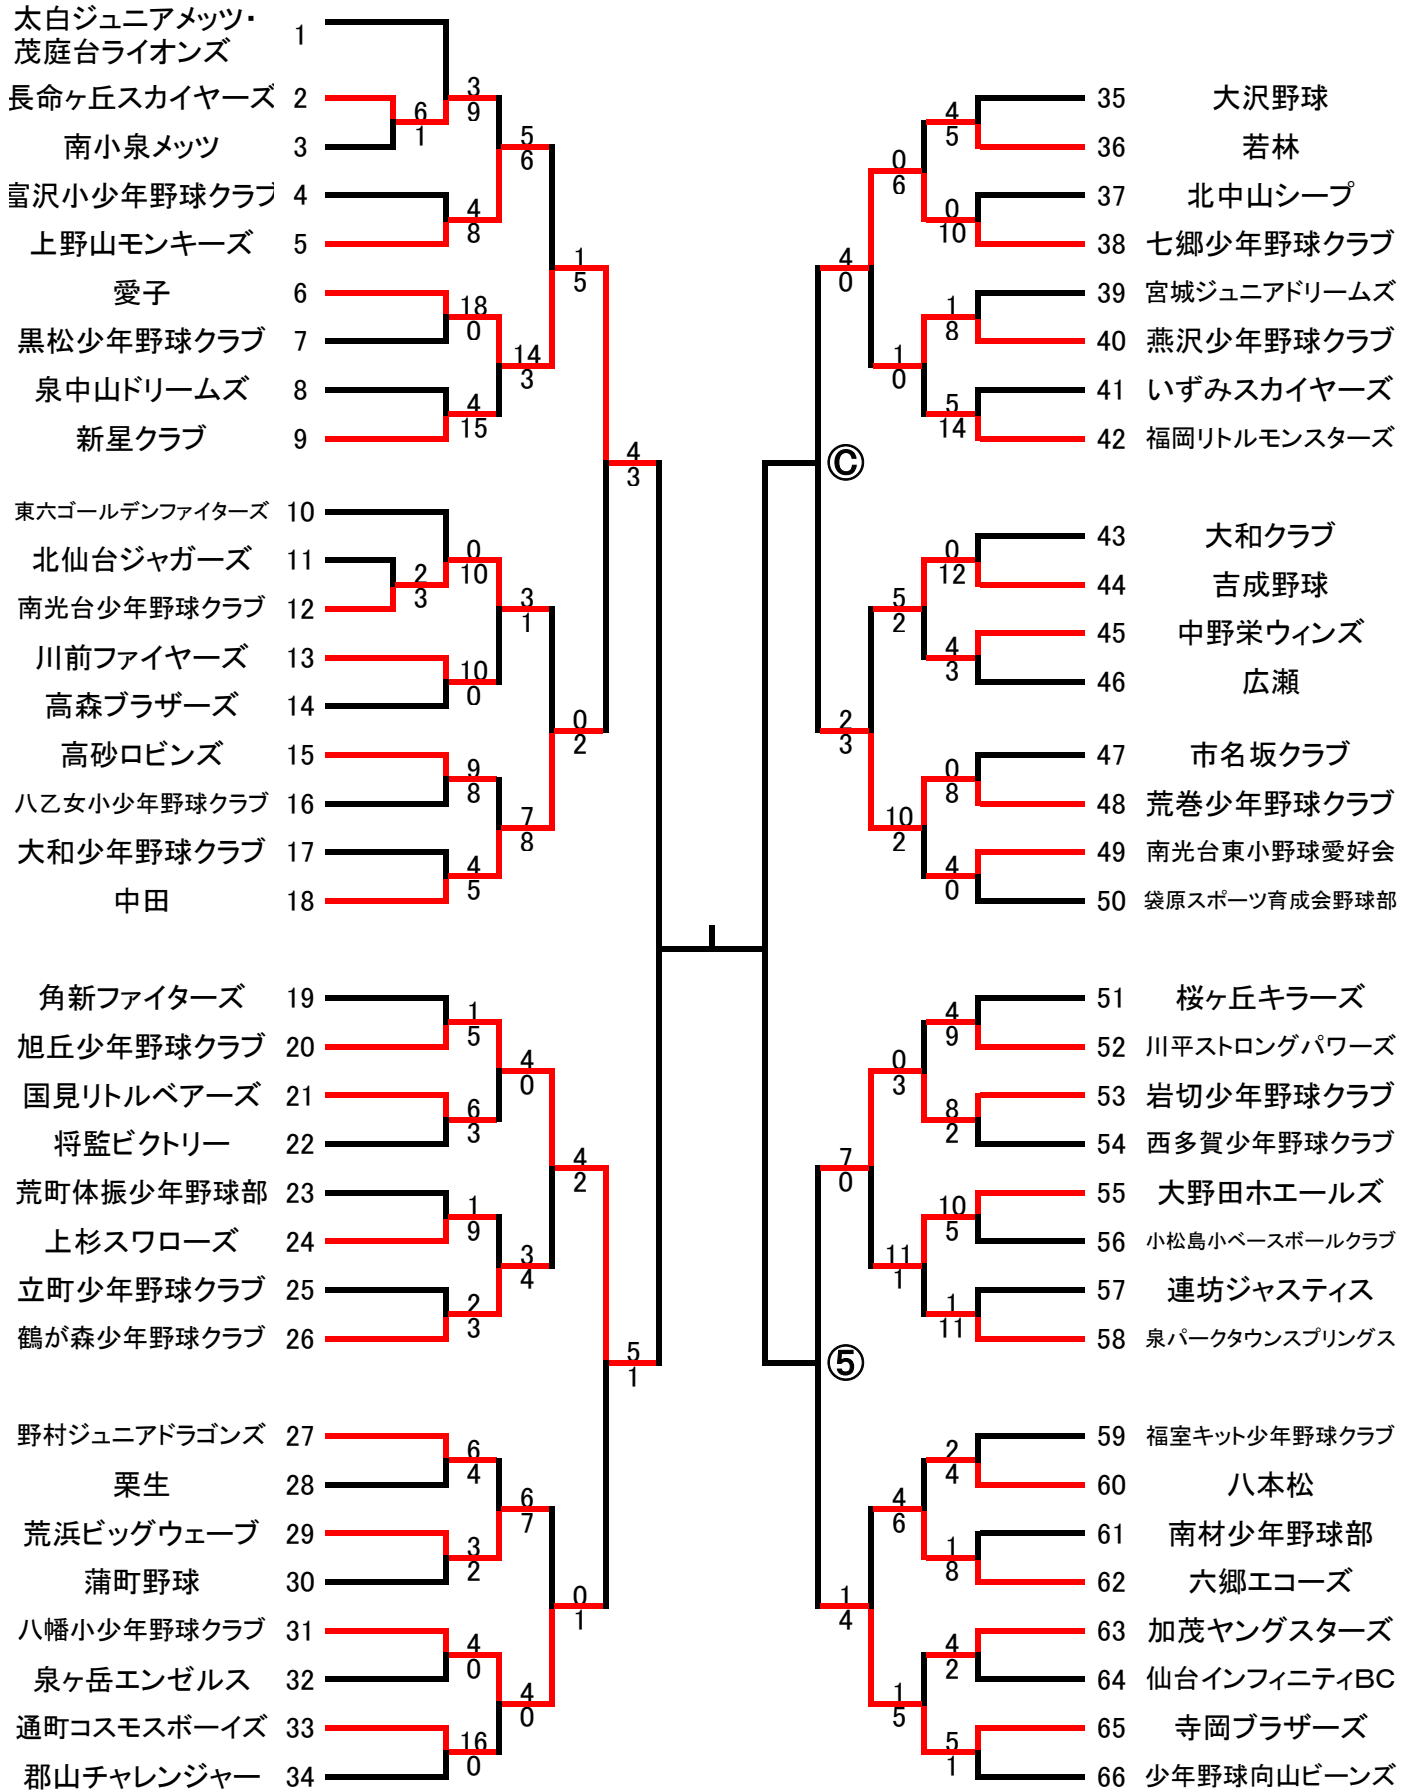 太白ジュニアメッツ・
茂庭台ライオンズ
1
長命ヶ丘スカイヤーズ 2
南小泉メッツ 3
富沢小少年野球クラブ 4
上野山モンキーズ 5
愛子 6
黒松少年野球クラブ 7
泉中山ドリームズ 8
新星クラブ 9
東六ゴールデンファイターズ 10
北仙台ジャガーズ 11
南光台少年野球クラブ 12
川前ファイヤーズ 13
高森ブラザーズ 14
高砂ロビンズ 15
八乙女小少年野球クラブ 16
大和少年野球クラブ 17
中田 18
角新ファイターズ 19
旭丘少年野球クラブ 20
国見リトルベアーズ 21
将監ビクトリー 22
荒町体振少年野球部 23
上杉スワローズ 24
立町少年野球クラブ 25
鶴が森少年野球クラブ 26
野村ジュニアドラゴンズ 27
栗生 28
荒浜ビッグウェーブ 29
蒲町野球 30
八幡小少年野球クラブ 31
泉ヶ岳エンゼルス 32
通町コスモスボーイズ 33
郡山チャレンジャー 34
6
1
2
3
3
9
4
8
18
0
4
15
0
10
10
0
9
8
4
5
1
5
6
3
1
9
2
3
6
4
3
2
4
0
16
0
5
6
14
3
3
1
7
8
4
0
3
4
6
7
4
0
1
5
0
2
4
2
0
1
4
3
5
1
Ⓒ
⑤
4
0
2
3
7
0
1
4
0
6
1
0
5
2
10
2
0
3
11
1
4
6
1
5
4
5
0
10
1
8
5
14
0
12
4
3
0
8
4
0
4
9
8
2
10
5
1
11
2
4
1
8
4
2
5
1
35 大沢野球
36 若林
37 北中山シープ
38 七郷少年野球クラブ
39 宮城ジュニアドリームズ
40 燕沢少年野球クラブ
41 いずみスカイヤーズ
42 福岡リトルモンスターズ
43 大和クラブ
44 吉成野球
45 中野栄ウィンズ
46 広瀬
47 市名坂クラブ
48 荒巻少年野球クラブ
49 南光台東小野球愛好会
50 袋原スポーツ育成会野球部
51 桜ヶ丘キラーズ
52 川平ストロングパワーズ
53 岩切少年野球クラブ
54 西多賀少年野球クラブ
55 大野田ホエールズ
56 小松島小ベースボールクラブ
57 連坊ジャスティス
58 泉パークタウンスプリングス
59 福室キット少年野球クラブ
60 八本松
61 南材少年野球部
62 六郷エコーズ
63 加茂ヤングスターズ
64 仙台インフィニティBC
65 寺岡ブラザーズ
66 少年野球向山ビーンズ